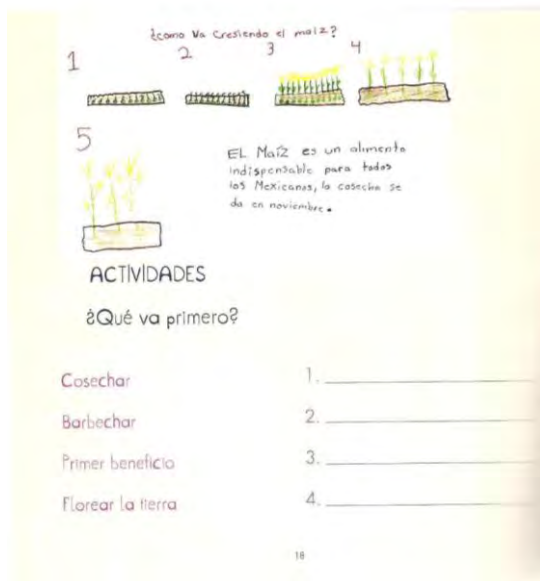 ¿como Va Cresiendo el maiz?
1 2 3 4
5
EL Maíz es un alimento
indispensable para todos
los Mexicanos, la cosecha se
da en noviembre.
ACTIVIDADES
¿Qué va primero?
Cosechar 1.
Barbechar 2.
Primer beneficio 3.
Florear la tierra 4.
18